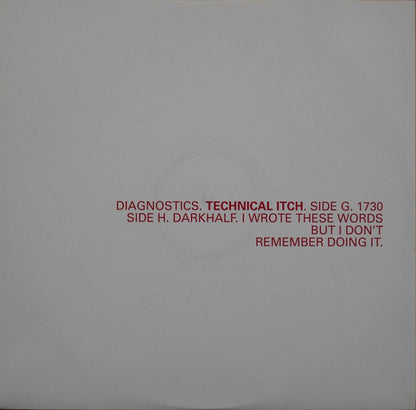 DIAGNOSTICS. TECHNICAL ITCH. SIDE G. 1730
SIDE H. DARKHALF. I WROTE THESE WORDS
BUT I DON'T
REMEMBER DOING IT.